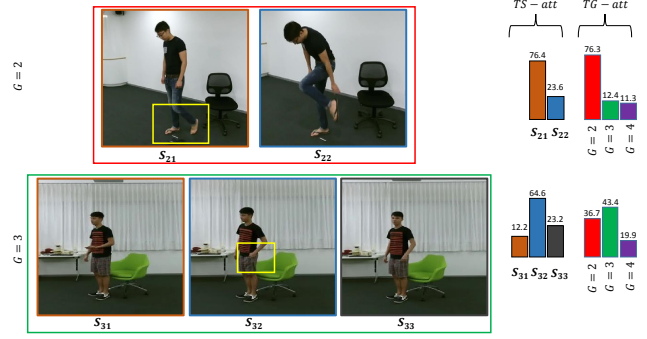 TS − att
TG − att
G = 2
S21
S22
76.4
23.6
S21 S22
76.3
12.4
11.3
G = 2
G = 3
G = 4
G = 3
S31
S32
S33
12.2
64.6
23.2
S31 S32 S33
36.7
43.4
19.9
G = 2
G = 3
G = 4